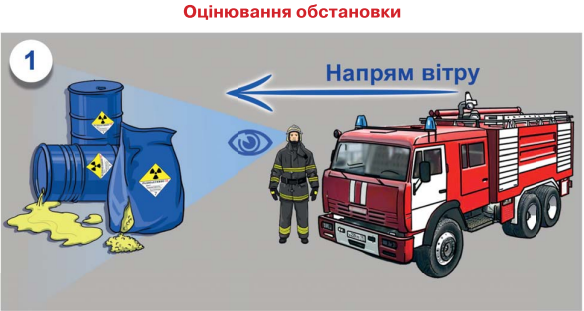 Оцінювання обстановки
1
Напрям вітру